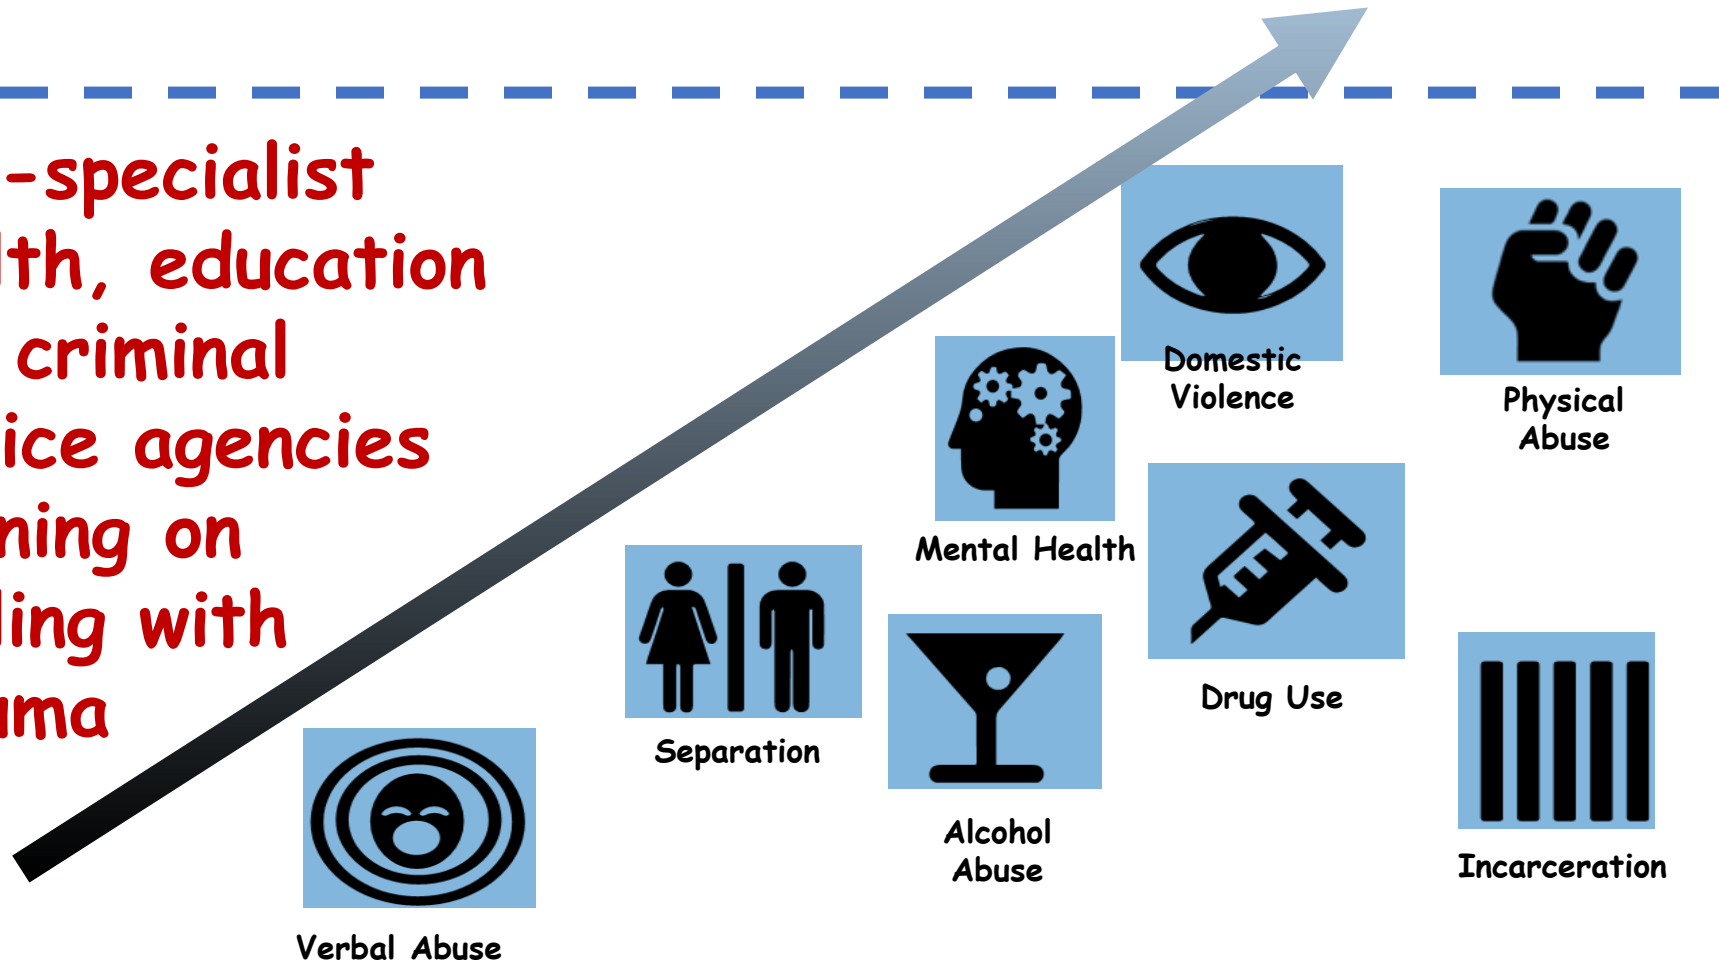 -specialist
lth, education
criminal
ice agencies
ning on
ling with
uma
Domestic
Violence
Physical
Abuse
Mental Health
Drug Use
Separation
Alcohol
Abuse
Incarceration
Verbal Abuse